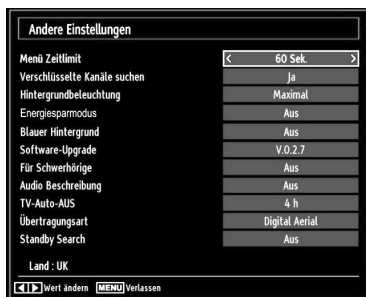 Andere Einstellungen
Menü Zeitlimit < 60 Sek. >
Verschlüsselte Kanäle suchen Ja
Hintergrundbeleuchtung Maximal
Energiesparmodus Aus
Blauer Hintergrund Aus
Software-Upgrade V.0.2.7
Für Schwerhörige Aus
Audio Beschreibung Aus
TV-Auto-AUS 4 h
Übertragungsart Digital Aerial
Standby Search Aus
Land : UK
Wert ändern MENU Verlassen